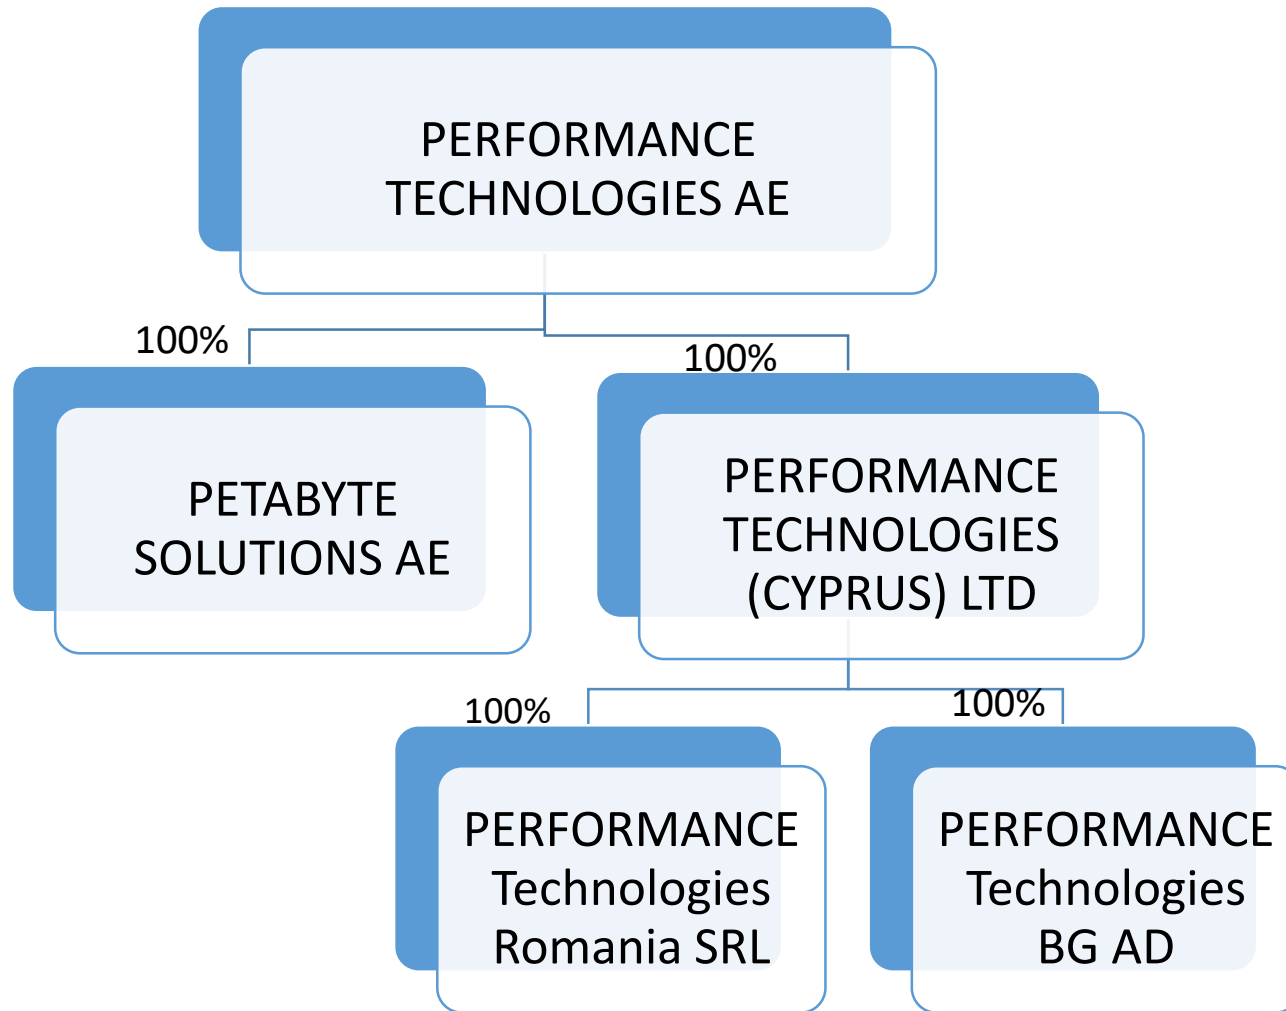 PERFORMANCE
TECHNOLOGIES AE
100%
100%
PETABYTE
SOLUTIONS AE
PERFORMANCE
TECHNOLOGIES
(CYPRUS) LTD
100%
100%
PERFORMANCE
Technologies
Romania SRL
PERFORMANCE
Technologies
BG AD